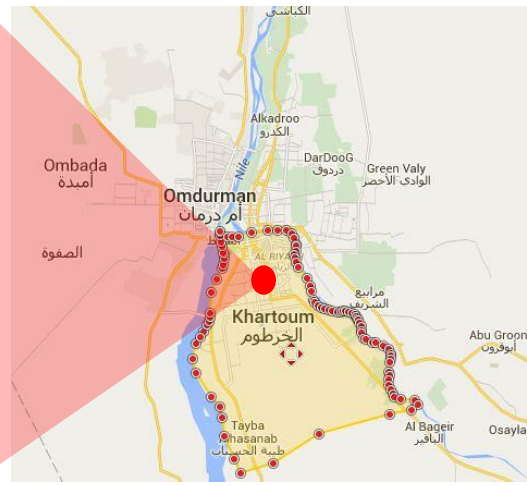 الكباشي
Alkadroo
الكدرو
DarDooG
دردوق
Green Valy
الوادي الأخضر
Ombada
أمبدة
Nile
Omdurman
أم درمان
الصفوة
AL RIYA
مرابيع
الشريف
Khartoum
الخرطوم
Abu Groon
أبوقرون
Tayba
Alhasanab
طيبة الحسناب
Al Bageir
الباقير
Osayla